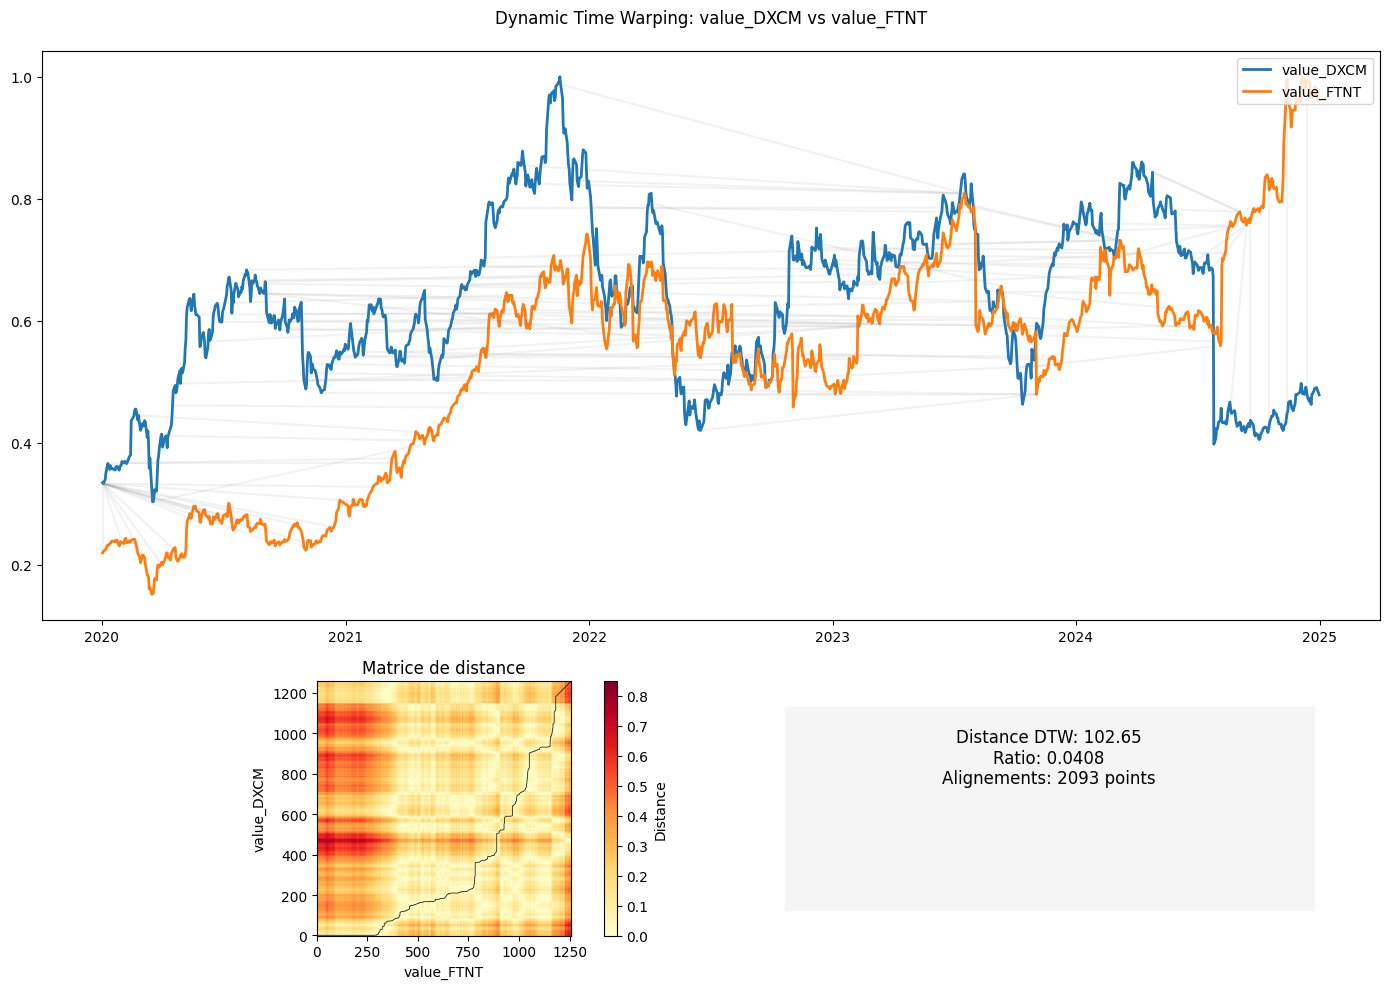 Dynamic Time Warping: value_DXCM vs value_FTNT
value_DXCM
value_FTNT
1.0
0.8
0.6
0.4
0.2
2020 2021 2022 2023 2024 2025
Matrice de distance
value_DXCM
1200
1000
800
600
400
200
0
0 250 500 750 1000 1250
value_FTNT
0.8
0.7
0.6
0.5
0.4
0.3
0.2
0.1
0.0
Distance
Distance DTW: 102.65
Ratio: 0.0408
Alignements: 2093 points